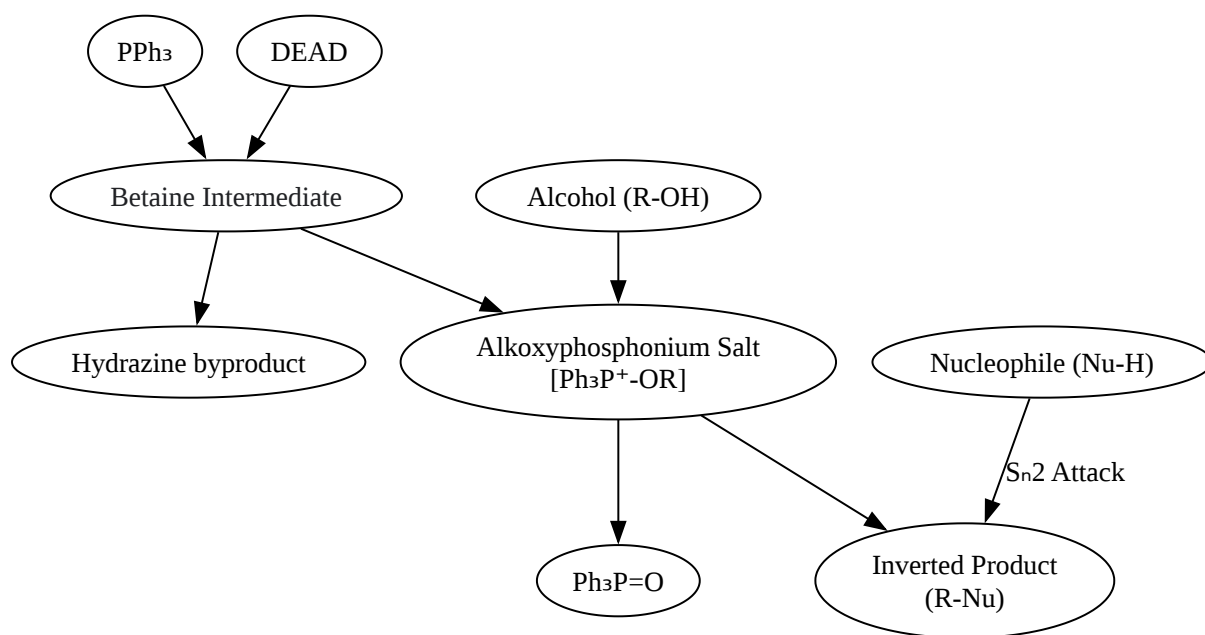 PPh₃
DEAD
Betaine Intermediate
Alcohol (R-OH)
Hydrazine byproduct
Alkoxyphosphonium Salt
[Ph₃P⁺-OR]
Nucleophile (Nu-H)
Sₙ2 Attack
Ph₃P=O
Inverted Product
(R-Nu)